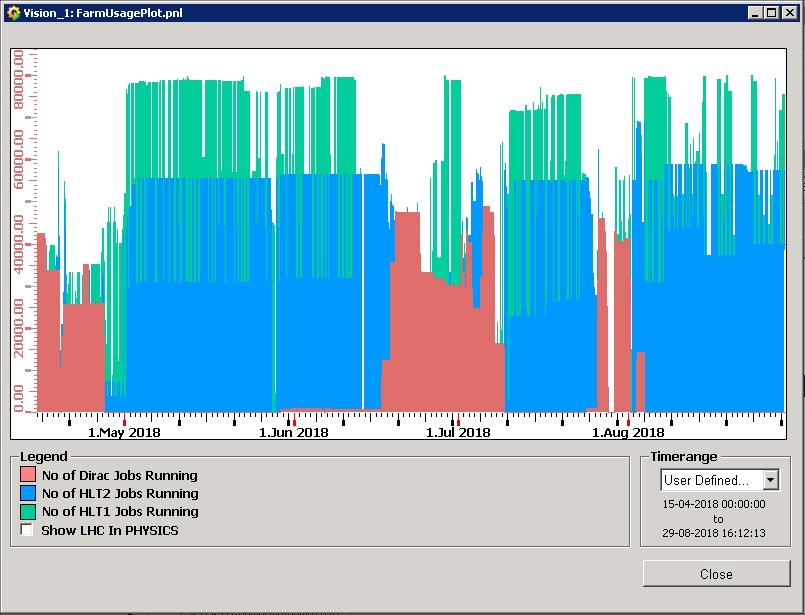 Vision_1: FarmUsagePlot.pnl
80000.00
60000.00
40000.00
20000.00
0.00
1.May 2018
1.Jun 2018
1.Jul 2018
1.Aug 2018
Legend
No of Dirac Jobs Running
No of HLT2 Jobs Running
No of HLT1 Jobs Running
Show LHC In PHYSICS
Timerange
User Defined...
15-04-2018 00:00:00
to
29-08-2018 16:12:13
Close